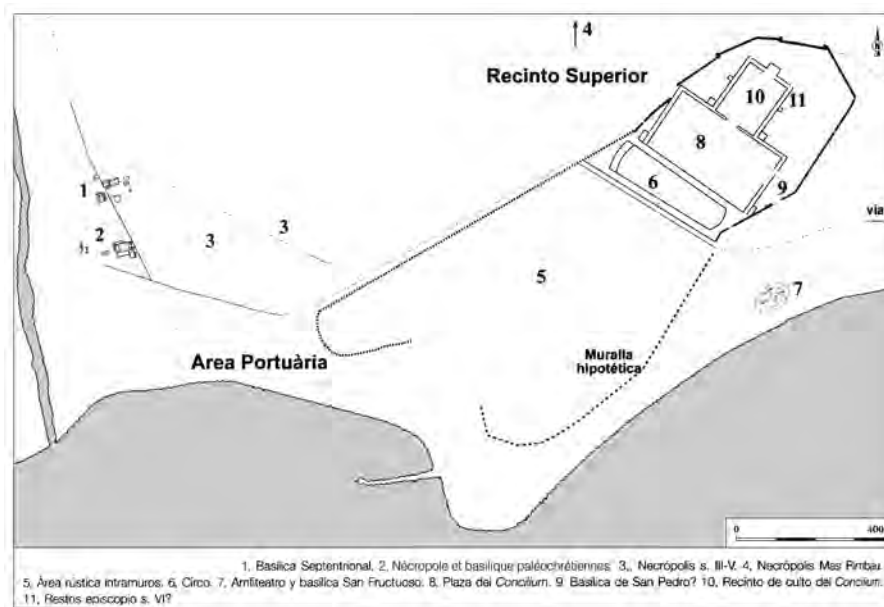 4
N
Recinto Superior
10
11
8
1
6
9
via
3
3
2
5
7
Muralla
hipotética
Area Portuària
0 400
1, Basílica Septentrional. 2, Nécropole et basilique paléochrétiennes. 3,. Necrópolis s. III-V. 4, Necrópolis Mas Rimbau.
5, Área rústica intramuros. 6, Circo. 7, Amfiteatro y basílica San Fructuoso. 8, Plaza del Concilium. 9 Basílica de San Pedro? 10, Recinto de culto del Concilium.
11, Restos episcopio s. VI?